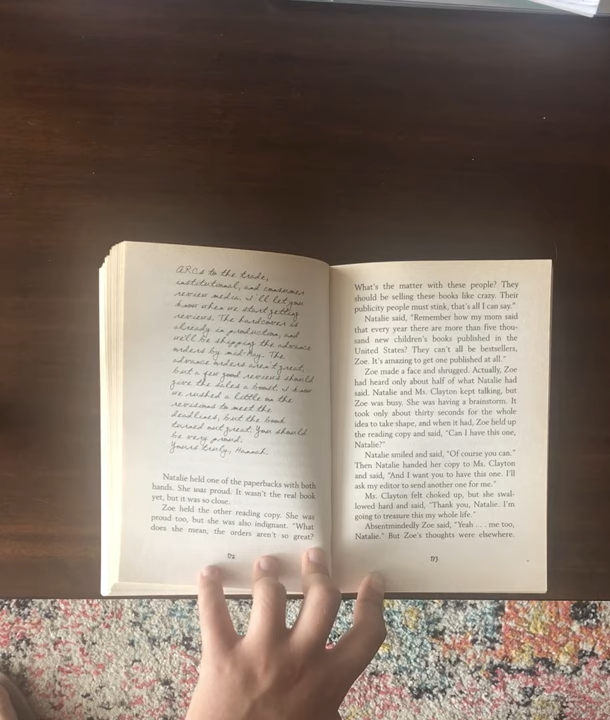 ARCs to the trade,
institutional, and consumer
review media. I'll let you
know when we start getting
reviews. The hardcover is
already in production, and
we'll be shipping the advance
orders by mid-May. The
advance orders aren't great,
but a few good reviews should
give the sales a boost. I know
we rushed a little on the
revisions to meet the
deadlines, but the book
turned out great. You should
be very proud.
Yours truly, Hannah.
Natalie held one of the paperbacks with both
hands. She was proud. It wasn't the real book
yet, but it was so close.
Zoe held the other reading copy. She was
proud too, but she was also indignant. "What
does she mean, the orders aren't so great?
172
What's the matter with these people? They
should be selling these books like crazy. Their
publicity people must stink, that's all I can say."
Natalie said, "Remember how my mom said
that every year there are more than five thou-
sand new children's books published in the
United States? They can't all be bestsellers,
Zoe. It's amazing to get one published at all."
Zoe made a face and shrugged. Actually, Zoe
had heard only about half of what Natalie had
said. Natalie and Ms. Clayton kept talking, but
Zoe was busy. She was having a brainstorm. It
took only about thirty seconds for the whole
idea to take shape, and when it had, Zoe held up
the reading copy and said, "Can I have this one,
Natalie?"
Natalie smiled and said, "Of course you can."
Then Natalie handed her copy to Ms. Clayton
and said, "And I want you to have this one. I'll
ask my editor to send another one for me."
Ms. Clayton felt choked up, but she swal-
lowed hard and said, "Thank you, Natalie. I'm
going to treasure this my whole life."
Absentmindedly Zoe said, "Yeah . . . me too,
Natalie." But Zoe's thoughts were elsewhere.
173